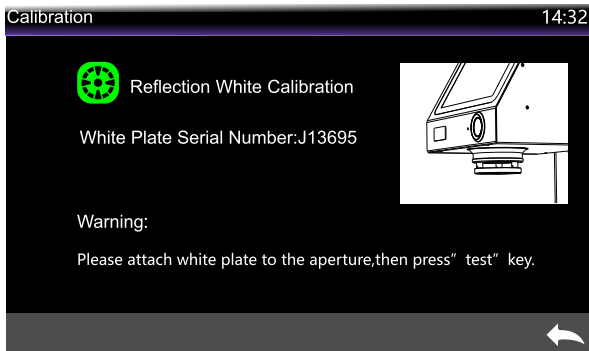 Calibration 14:32
Reflection White Calibration
White Plate Serial Number:J13695
Warning:
Please attach white plate to the aperture,then press” test” key.